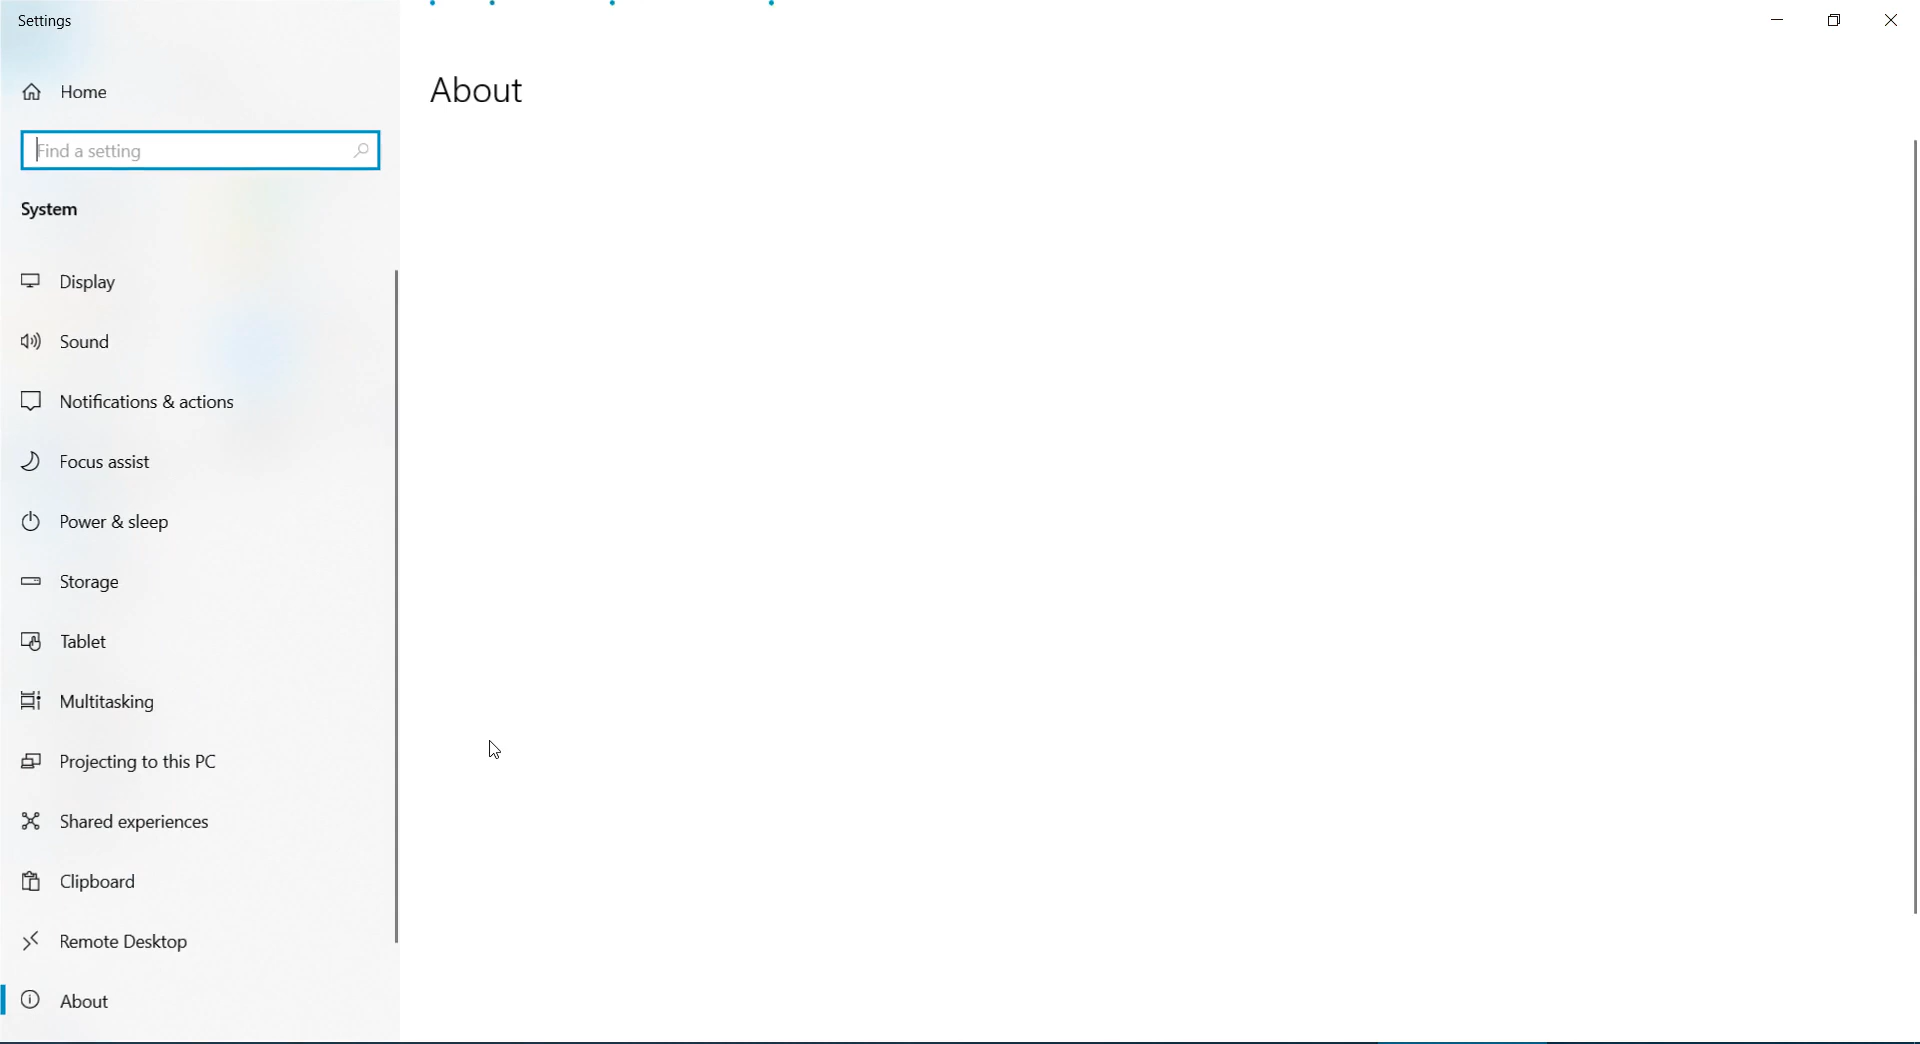 Settings
Home
Find a setting
System
Display
Sound
Notifications & actions
Focus assist
Power & sleep
Storage
Tablet
Multitasking
Projecting to this PC
Shared experiences
Clipboard
Remote Desktop
About
About